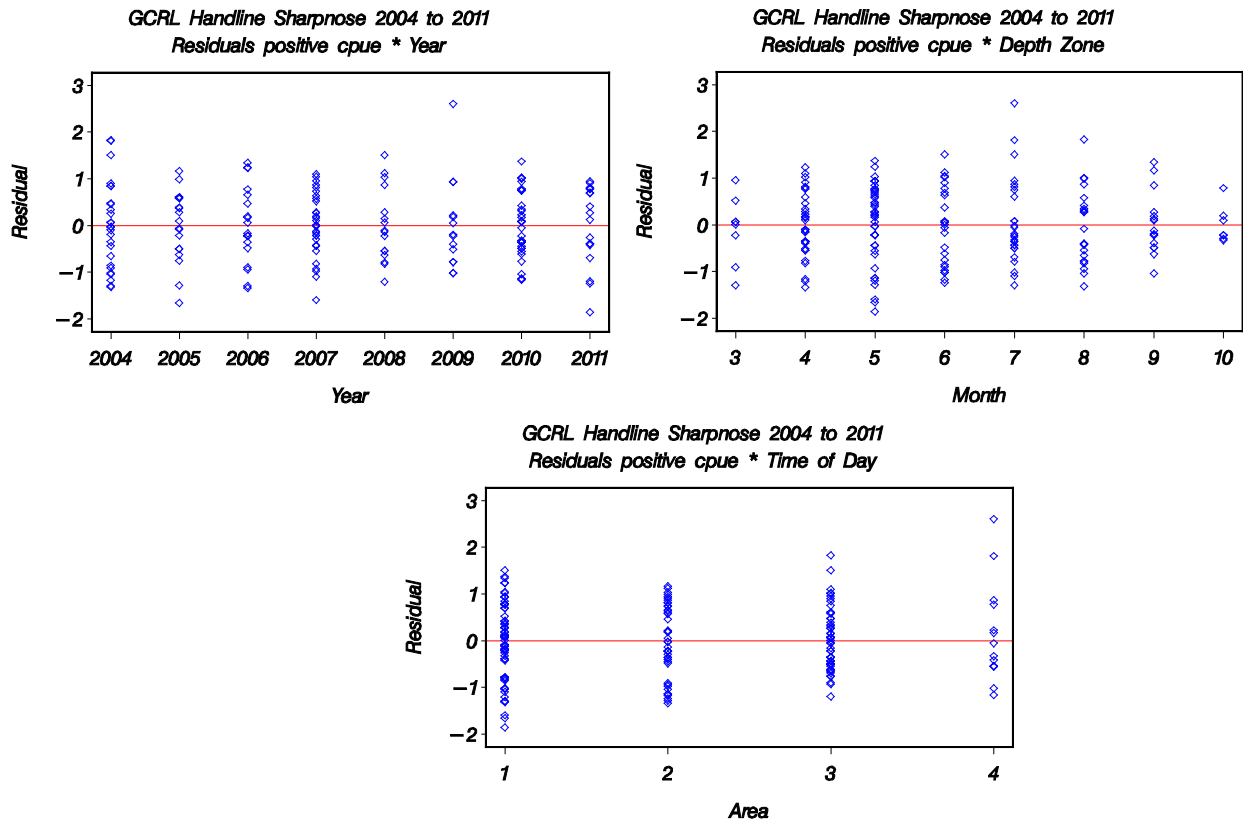 GCRL Handline Sharpnose 2004 to 2011
Residuals positive cpue * Year
3
2
1
0
−1
−2
Residual
2004 2005 2006 2007 2008 2009 2010 2011
Year
GCRL Handline Sharpnose 2004 to 2011
Residuals positive cpue * Depth Zone
3
2
1
0
−1
−2
Residual
3 4 5 6 7 8 9 10
Month
GCRL Handline Sharpnose 2004 to 2011
Residuals positive cpue * Time of Day
3
2
1
0
−1
−2
Residual
1 2 3 4
Area